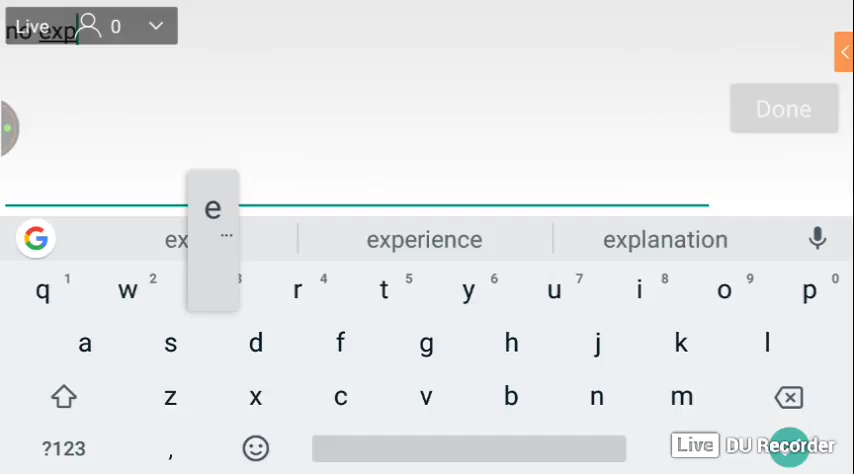 Live 0
no exp
Done
e
...
ex experience explanation
q 1 w 2 3 r 4 t 5 y 6 u 7 i 8 o 9 p 0
a s d f g h j k l
z x c v b n m
?123 ,
Live DU Recorder